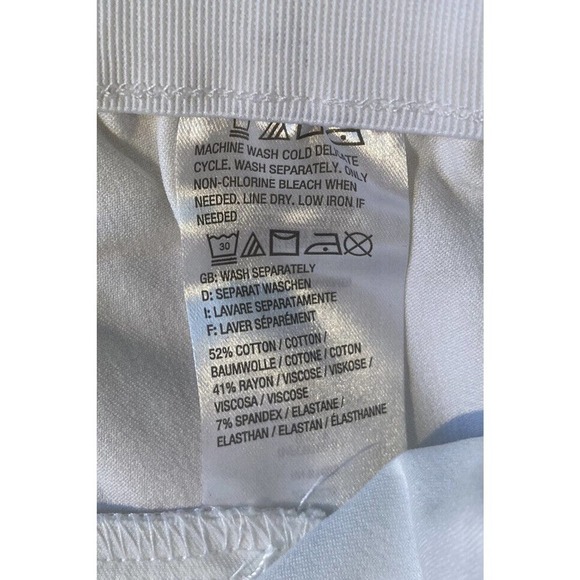 MACHINE WASH COLD DELICATE
CYCLE. WASH SEPARATELY. ONLY
NON-CHLORINE BLEACH WHEN
NEEDED. LINE DRY. LOW IRON IF
NEEDED
30
GB: WASH SEPARATELY
D: SEPARAT WASCHEN
I: LAVARE SEPARATAMENTE
F: LAVER SÉPARÉMENT
52% COTTON / COTTON /
BAUMWOLLE / COTONE / COTON
41% RAYON / VISCOSE / VISKOSE /
VISCOSA / VISCOSE
7% SPANDEX / ELASTANE /
ELASTHAN / ELASTAN / ÉLASTHANNE